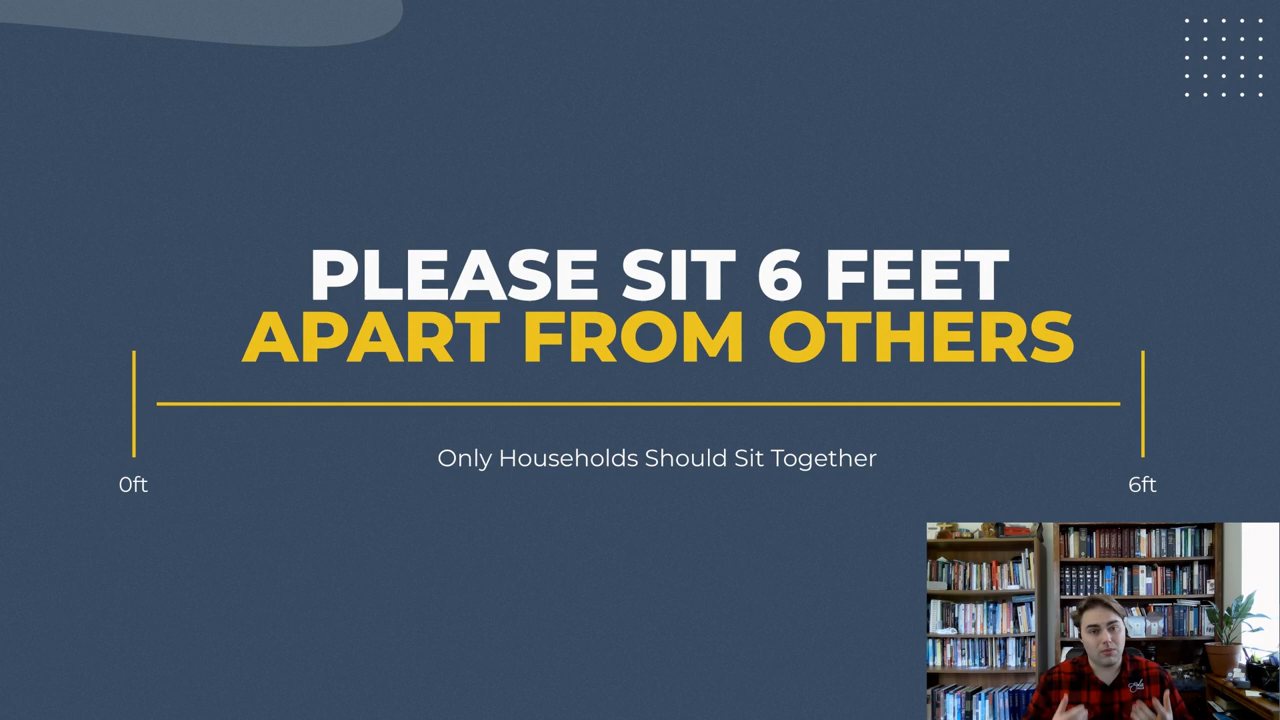 PLEASE SIT 6 FEET
APART FROM OTHERS
Only Households Should Sit Together
0ft
6ft